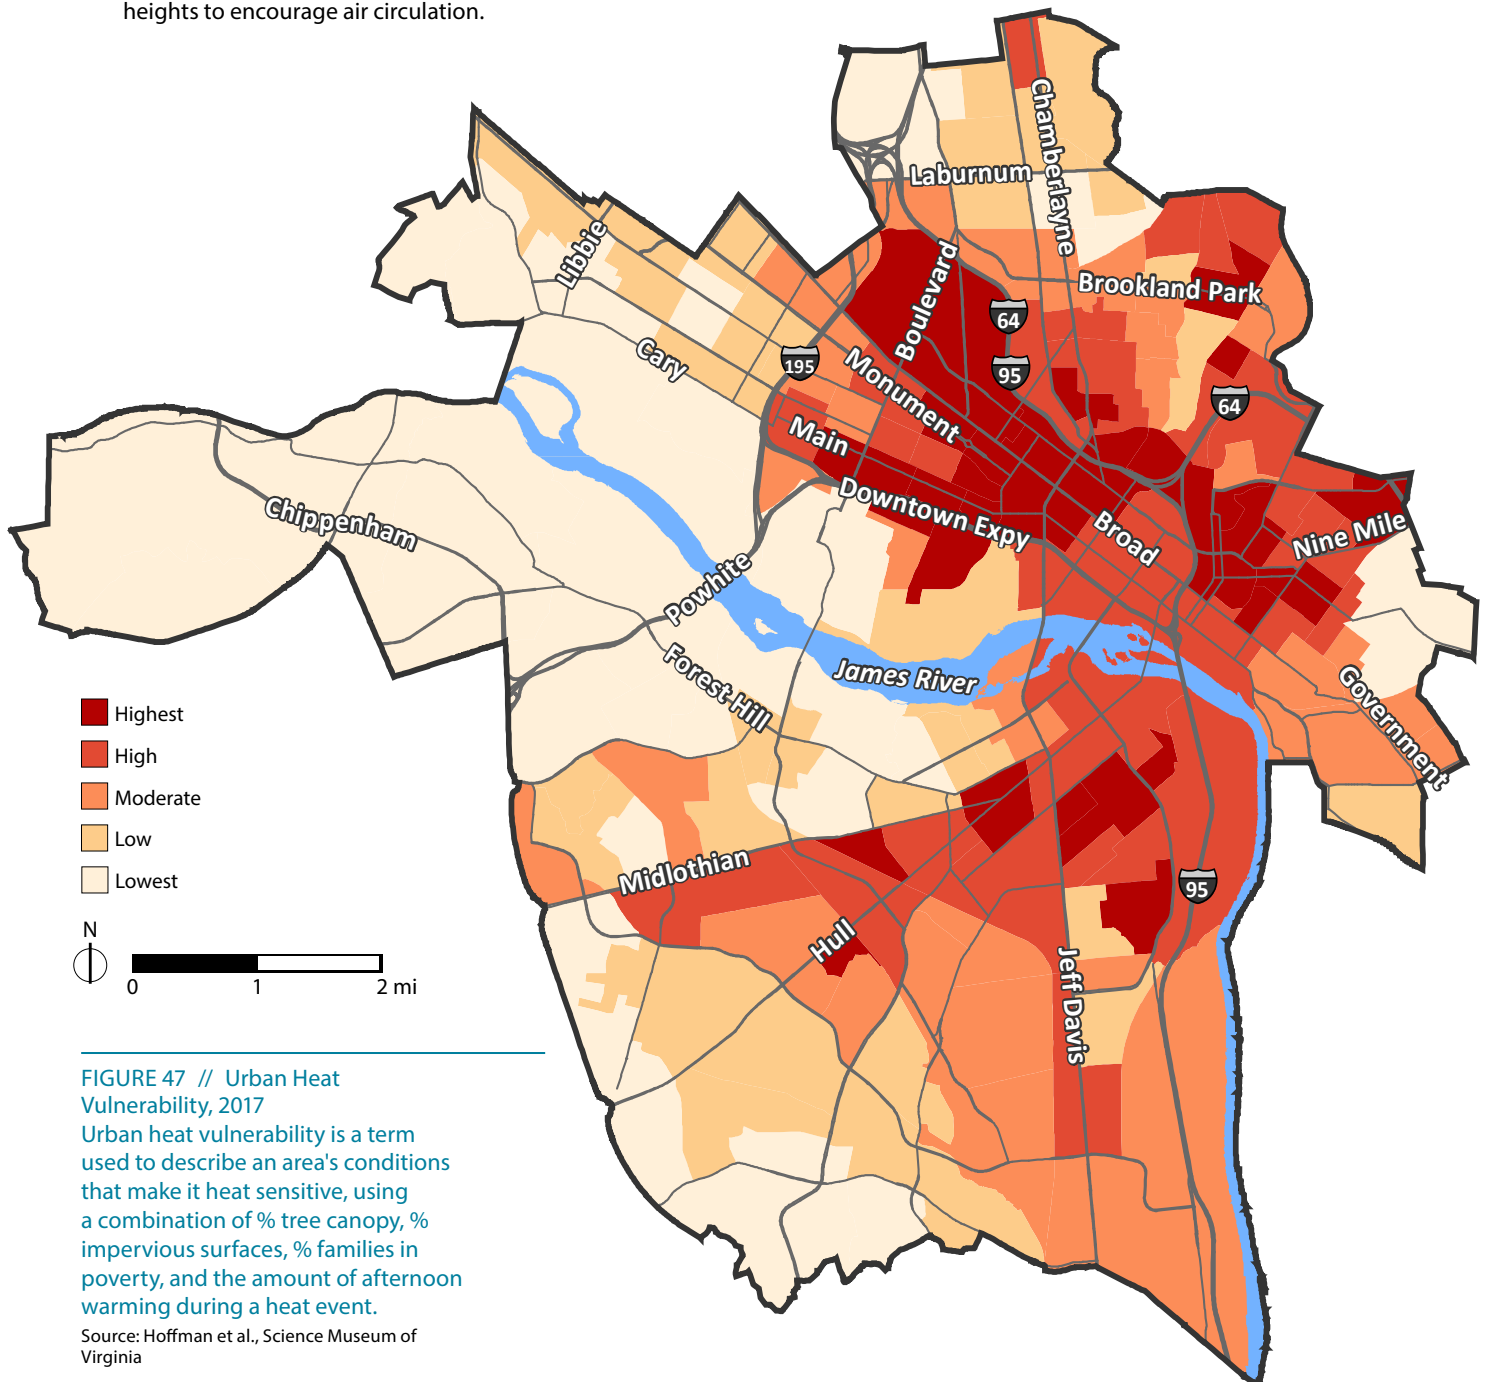 heights to encourage air circulation.
Chamberlayne
Laburnum
Libbie
Boulevard
Brookland Park
64
Cary
195
95
Monument
64
Main
Downtown Expy
Broad
Nine Mile
Chippenham
Powhite
Forest Hill
James River
Government
Highest
High
Moderate
Low
Lowest
Midlothian
95
Hull
Jeff Davis
N
0 1 2 mi
FIGURE 47 // Urban Heat
Vulnerability, 2017
Urban heat vulnerability is a term
used to describe an area's conditions
that make it heat sensitive, using
a combination of % tree canopy, %
impervious surfaces, % families in
poverty, and the amount of afternoon
warming during a heat event.
Source: Hoffman et al., Science Museum of
Virginia